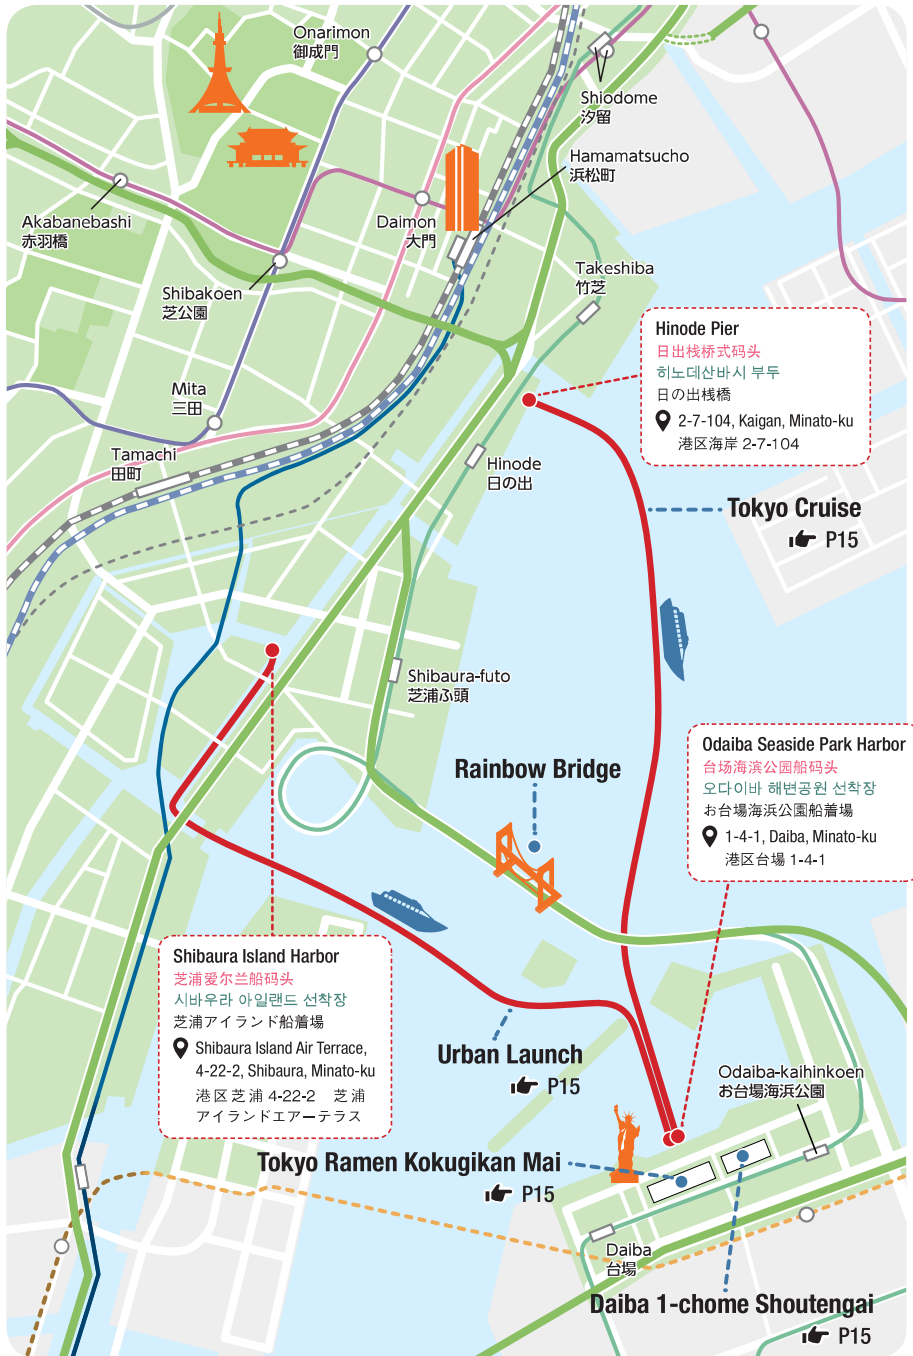 Onarimon
御成門
Shiodome
汐留
Hamamatsucho
浜松町
Akabanebashi
赤羽橋
Daimon
大門
Takeshiba
竹芝
Shibakoen
芝公園
Hinode Pier
日出栈桥式码头
히노데산바시 부두
日の出桟橋
2-7-104, Kaigan, Minato-ku
港区海岸 2-7-104
Mita
三田
Tamachi
田町
Hinode
日の出
Tokyo Cruise
P15
Shibaura-futo
芝浦ふ頭
Rainbow Bridge
Odaiba Seaside Park Harbor
台场海滨公园船码头
오다이바 해변공원 선착장
お台場海浜公園船着場
1-4-1, Daiba, Minato-ku
港区台場 1-4-1
Shibaura Island Harbor
芝浦爱尔兰船码头
시바우라 아일랜드 선착장
芝浦アイランド船着場
Shibaura Island Air Terrace,
4-22-2, Shibaura, Minato-ku
港区芝浦 4-22-2 芝浦
アイランドエアーテラス
Urban Launch
P15
Odaiba-kaihinkoen
お台場海浜公園
Tokyo Ramen Kokugikan Mai
P15
Daiba
台場
Daiba 1-chome Shoutengai
P15